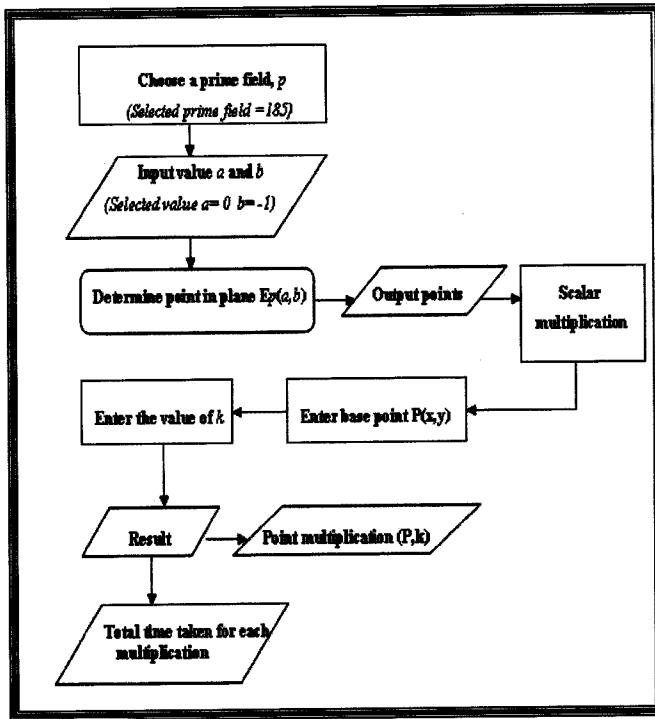 Choose a prime field, p
(Selected prime field =185)
Input value a and b
(Selected value a= 0 b= -1)
Determine point in plane Ep(a,b)
Output points
Scalar
multiplication
Enter the value of k
Enter base point P(x,y)
Result
Point multiplication (P,k)
Total time taken for each
multiplication